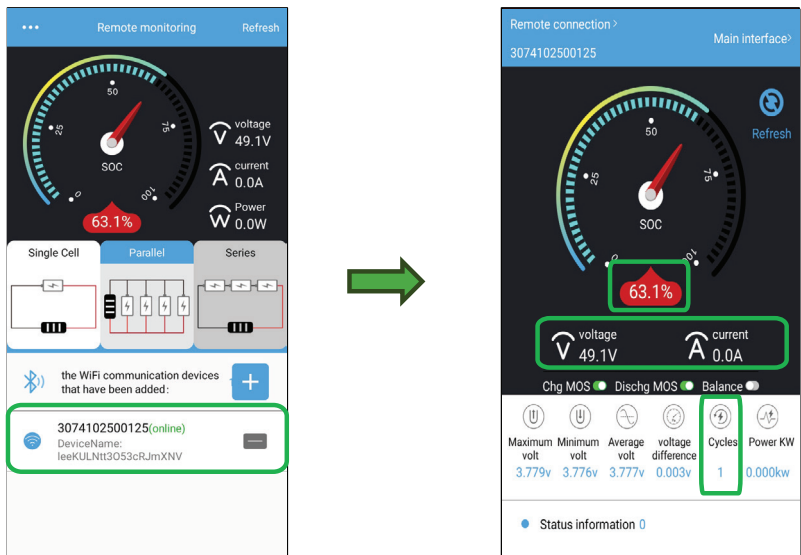 Remote monitoring
Refresh
50
25
75
SOC
0
100
63.1%
voltage
V 49.1V
current
A 0.0A
Power
W 0.0W
Single Cell
Parallel
Series
the WiFi communication devices
that have been added:
3074102500125(online)
DeviceName:
leeKULNtt3O53cRJmXNV
Remote connection >
3074102500125
Main interface>
Refresh
50
25
75
SOC
0
100
63.1%
voltage
V 49.1V
current
A 0.0A
Chg MOS
Dischg MOS
Balance
Maximum volt
Minimum volt
Average volt
voltage difference
Cycles
Power KW
3.779v
3.776v
3.777v
0.003v
1
0.000kw
Status information 0